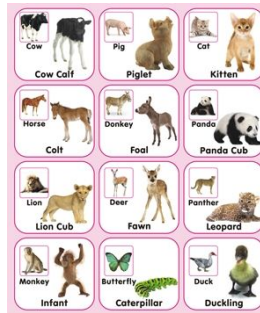 Cow
Cow Calf
Pig
Piglet
Cat
Kitten
Horse
Colt
Donkey
Foal
Panda
Panda Cub
Lion
Lion Cub
Deer
Fawn
Panther
Leopard
Monkey
Infant
Butterfly
Caterpillar
Duck
Duckling